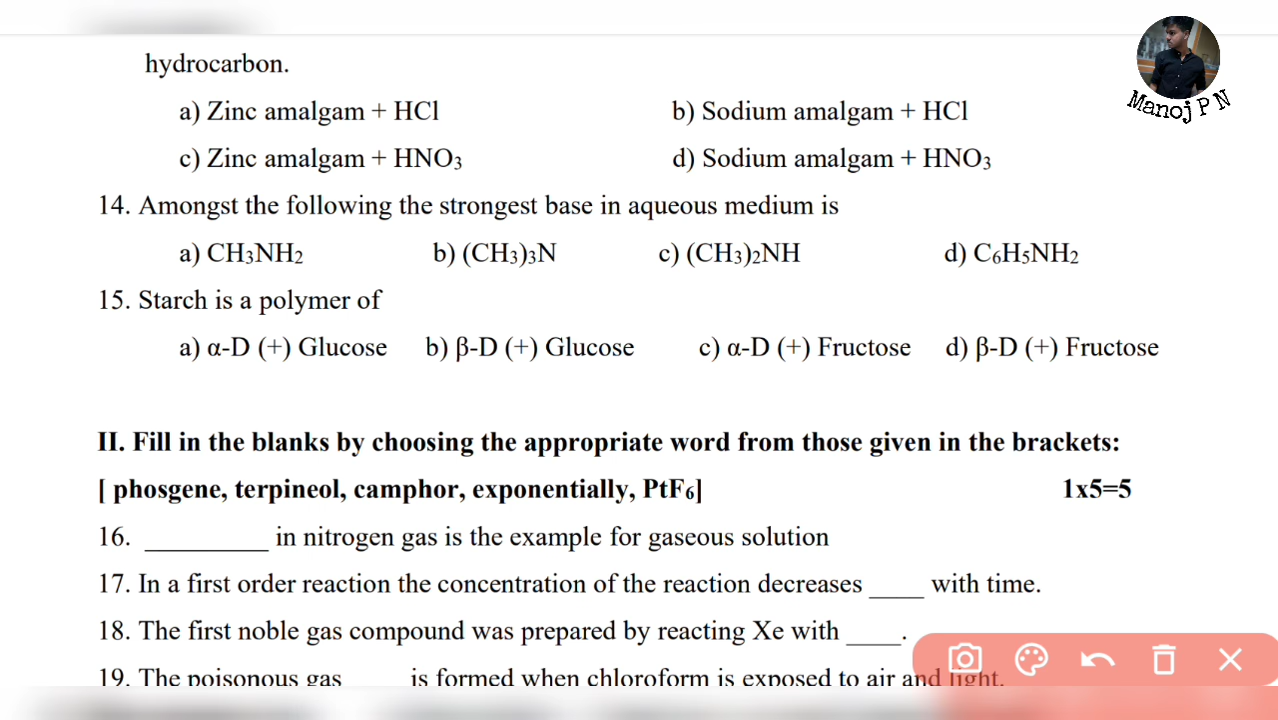 hydrocarbon.
a) Zinc amalgam + HCl b) Sodium amalgam + HCl
c) Zinc amalgam + HNO₃ d) Sodium amalgam + HNO₃
14. Amongst the following the strongest base in aqueous medium is
a) CH₃NH₂ b) (CH₃)₃N c) (CH₃)₂NH d) C₆H₅NH₂
15. Starch is a polymer of
a) α-D (+) Glucose b) β-D (+) Glucose c) α-D (+) Fructose d) β-D (+) Fructose
II. Fill in the blanks by choosing the appropriate word from those given in the brackets:
[ phosgene, terpineol, camphor, exponentially, PtF₆] 1x5=5
16. _________ in nitrogen gas is the example for gaseous solution
17. In a first order reaction the concentration of the reaction decreases ____ with time.
18. The first noble gas compound was prepared by reacting Xe with ____.
19. The poisonous gas ____ is formed when chloroform is exposed to air and light.
Manoj P N